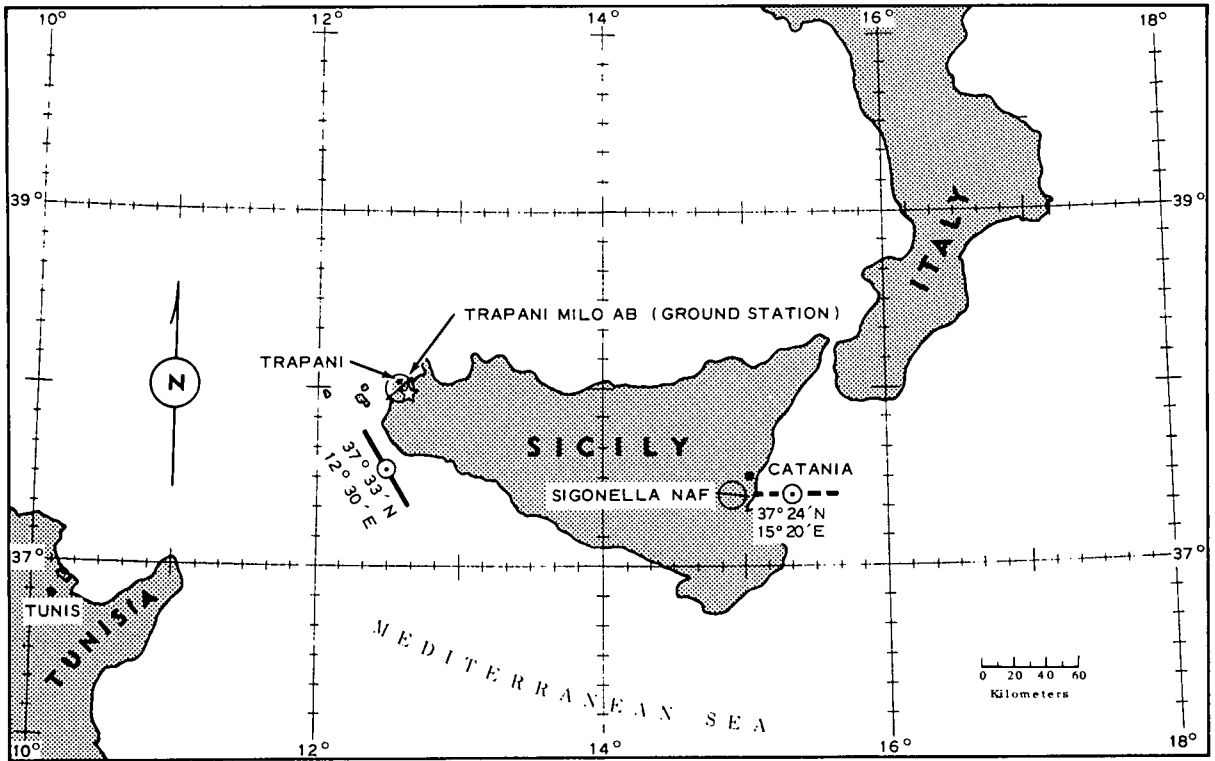 10°
12°
14°
16°
18°
39°
39°
ITALY
TRAPANI MILO AB (GROUND STATION)
TRAPANI
N
SICILY
37° 33′N
12° 30′E
CATANIA
SIGONELLA NAF
37° 24′N
15° 20′E
37°
37°
TUNIS
TUNISIA
MEDITERRANEAN SEA
0 20 40 60
Kilometers
10°
12°
14°
16°
18°